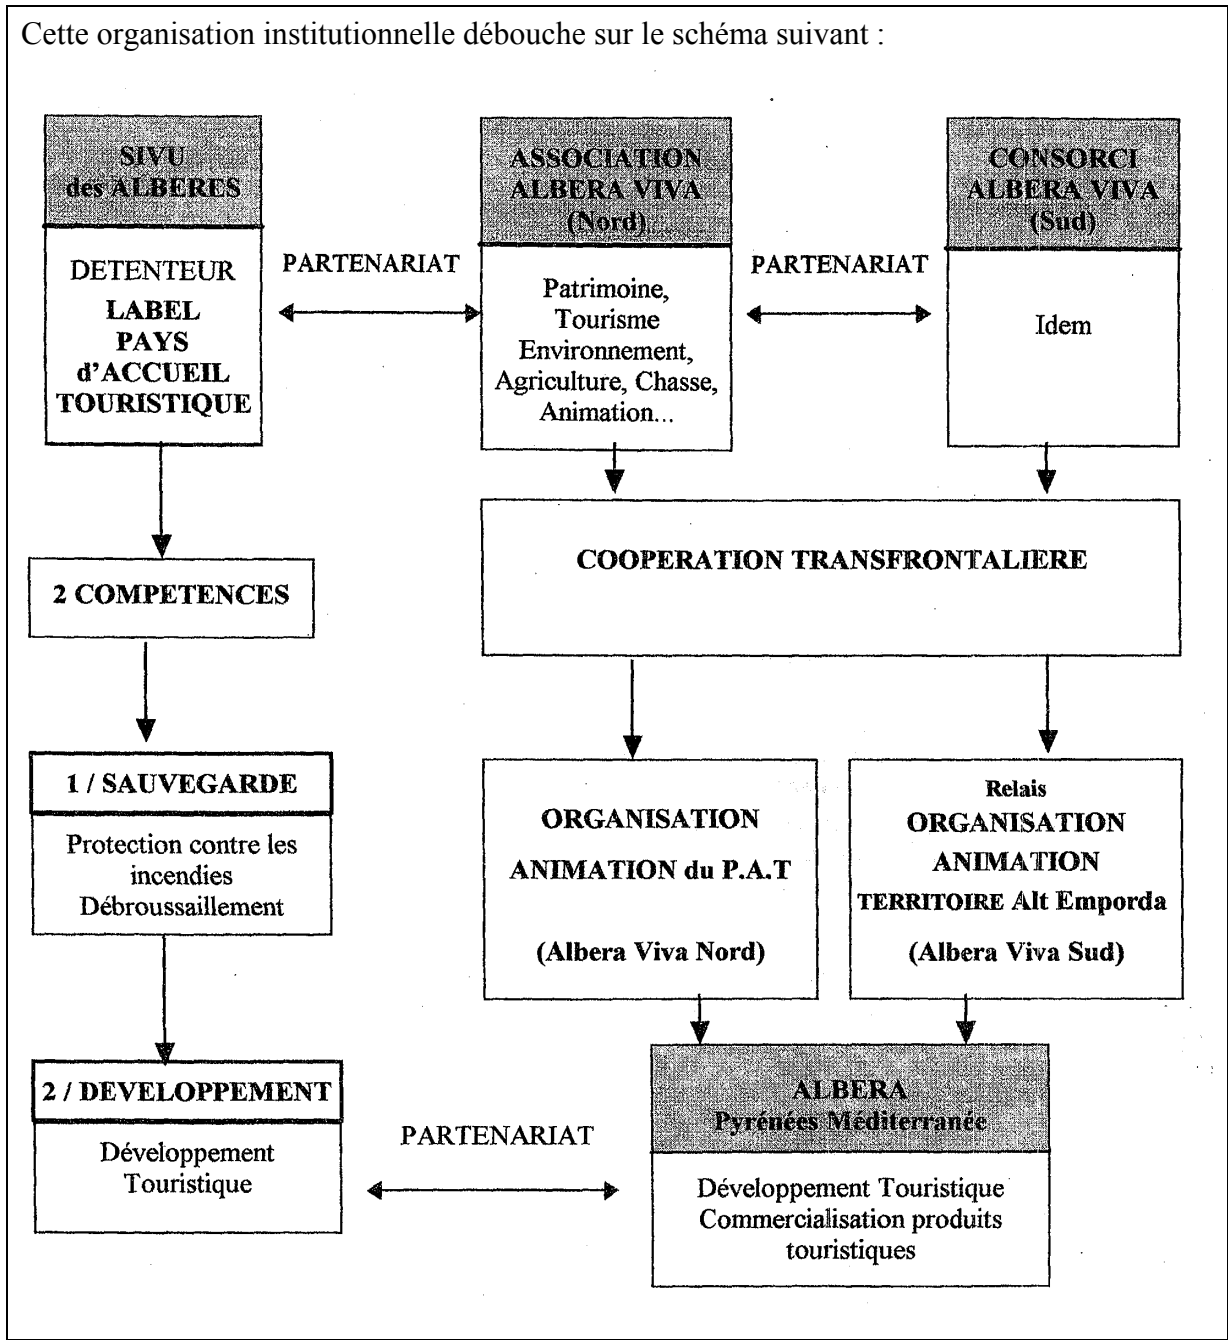 Cette organisation institutionnelle débouche sur le schéma suivant :
SIVU
des ALBERES
DETENTEUR
LABEL
PAYS
d'ACCUEIL
TOURISTIQUE
PARTENARIAT
ASSOCIATION
ALBERA VIVA
(Nord)
Patrimoine,
Tourisme
Environnement,
Agriculture, Chasse,
Animation...
PARTENARIAT
CONSORCI
ALBERA VIVA
(Sud)
Idem
2 COMPETENCES
COOPERATION TRANSFRONTALIERE
1 / SAUVEGARDE
Protection contre les
incendies
Débroussaillement
ORGANISATION
ANIMATION du P.A.T
(Albera Viva Nord)
Relais
ORGANISATION
ANIMATION
TERRITOIRE Alt Emporda
(Albera Viva Sud)
2 / DEVELOPPEMENT
Développement
Touristique
PARTENARIAT
ALBERA
Pyrénées Méditerranée
Développement Touristique
Commercialisation produits
touristiques